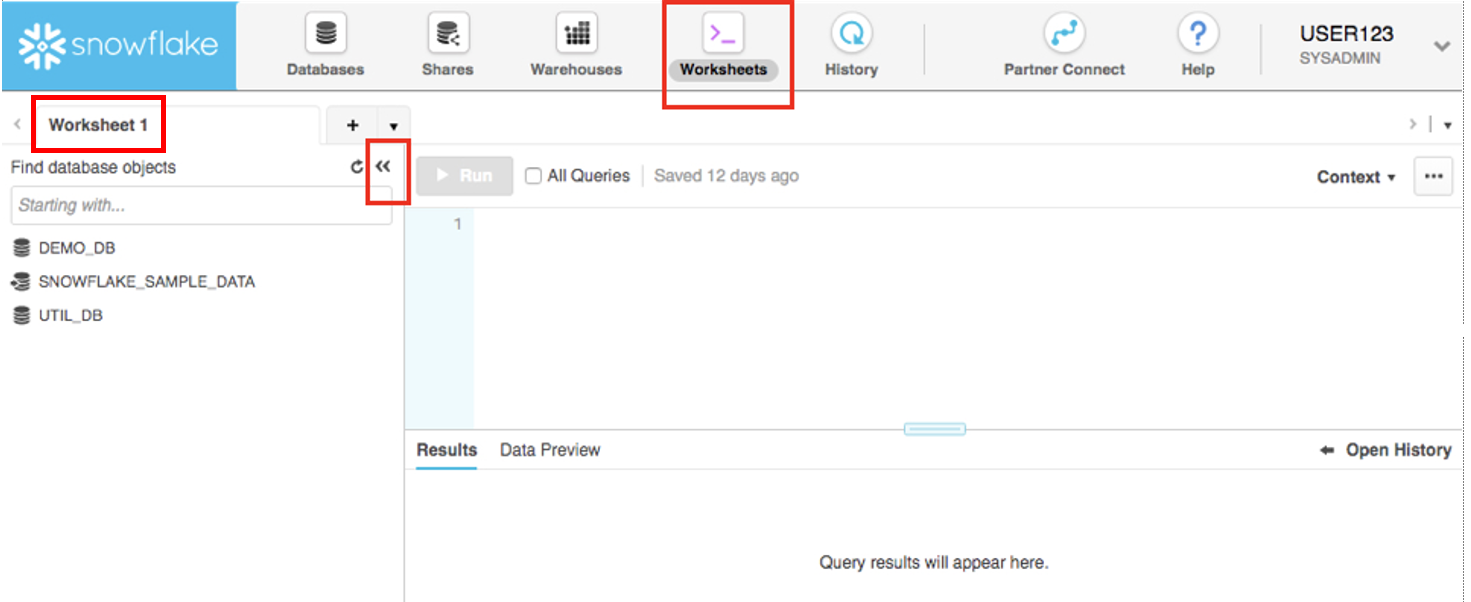 snowflake
Databases Shares Warehouses Worksheets History Partner Connect Help
USER123
SYSADMIN
Worksheet 1
Find database objects
Starting with...
DEMO_DB
SNOWFLAKE_SAMPLE_DATA
UTIL_DB
Run All Queries Saved 12 days ago Context
1
Results Data Preview Open History
Query results will appear here.